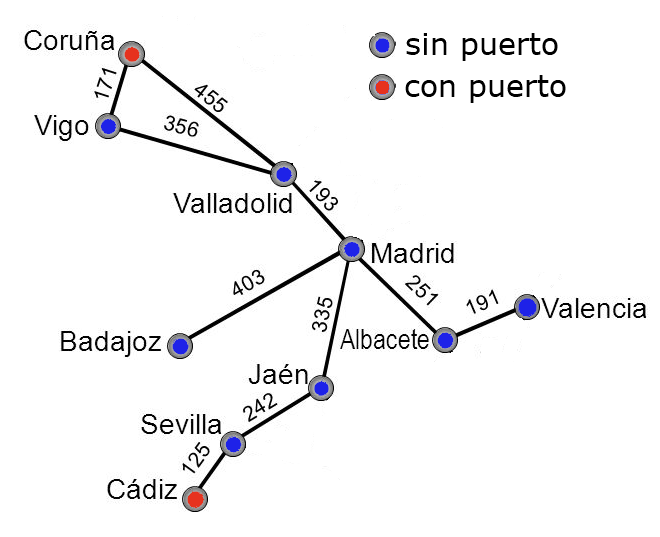 Coruña
sin puerto
con puerto
171
455
Vigo
356
Valladolid
193
Madrid
403
251
191
Valencia
335
Badajoz
Albacete
Jaén
242
Sevilla
125
Cádiz